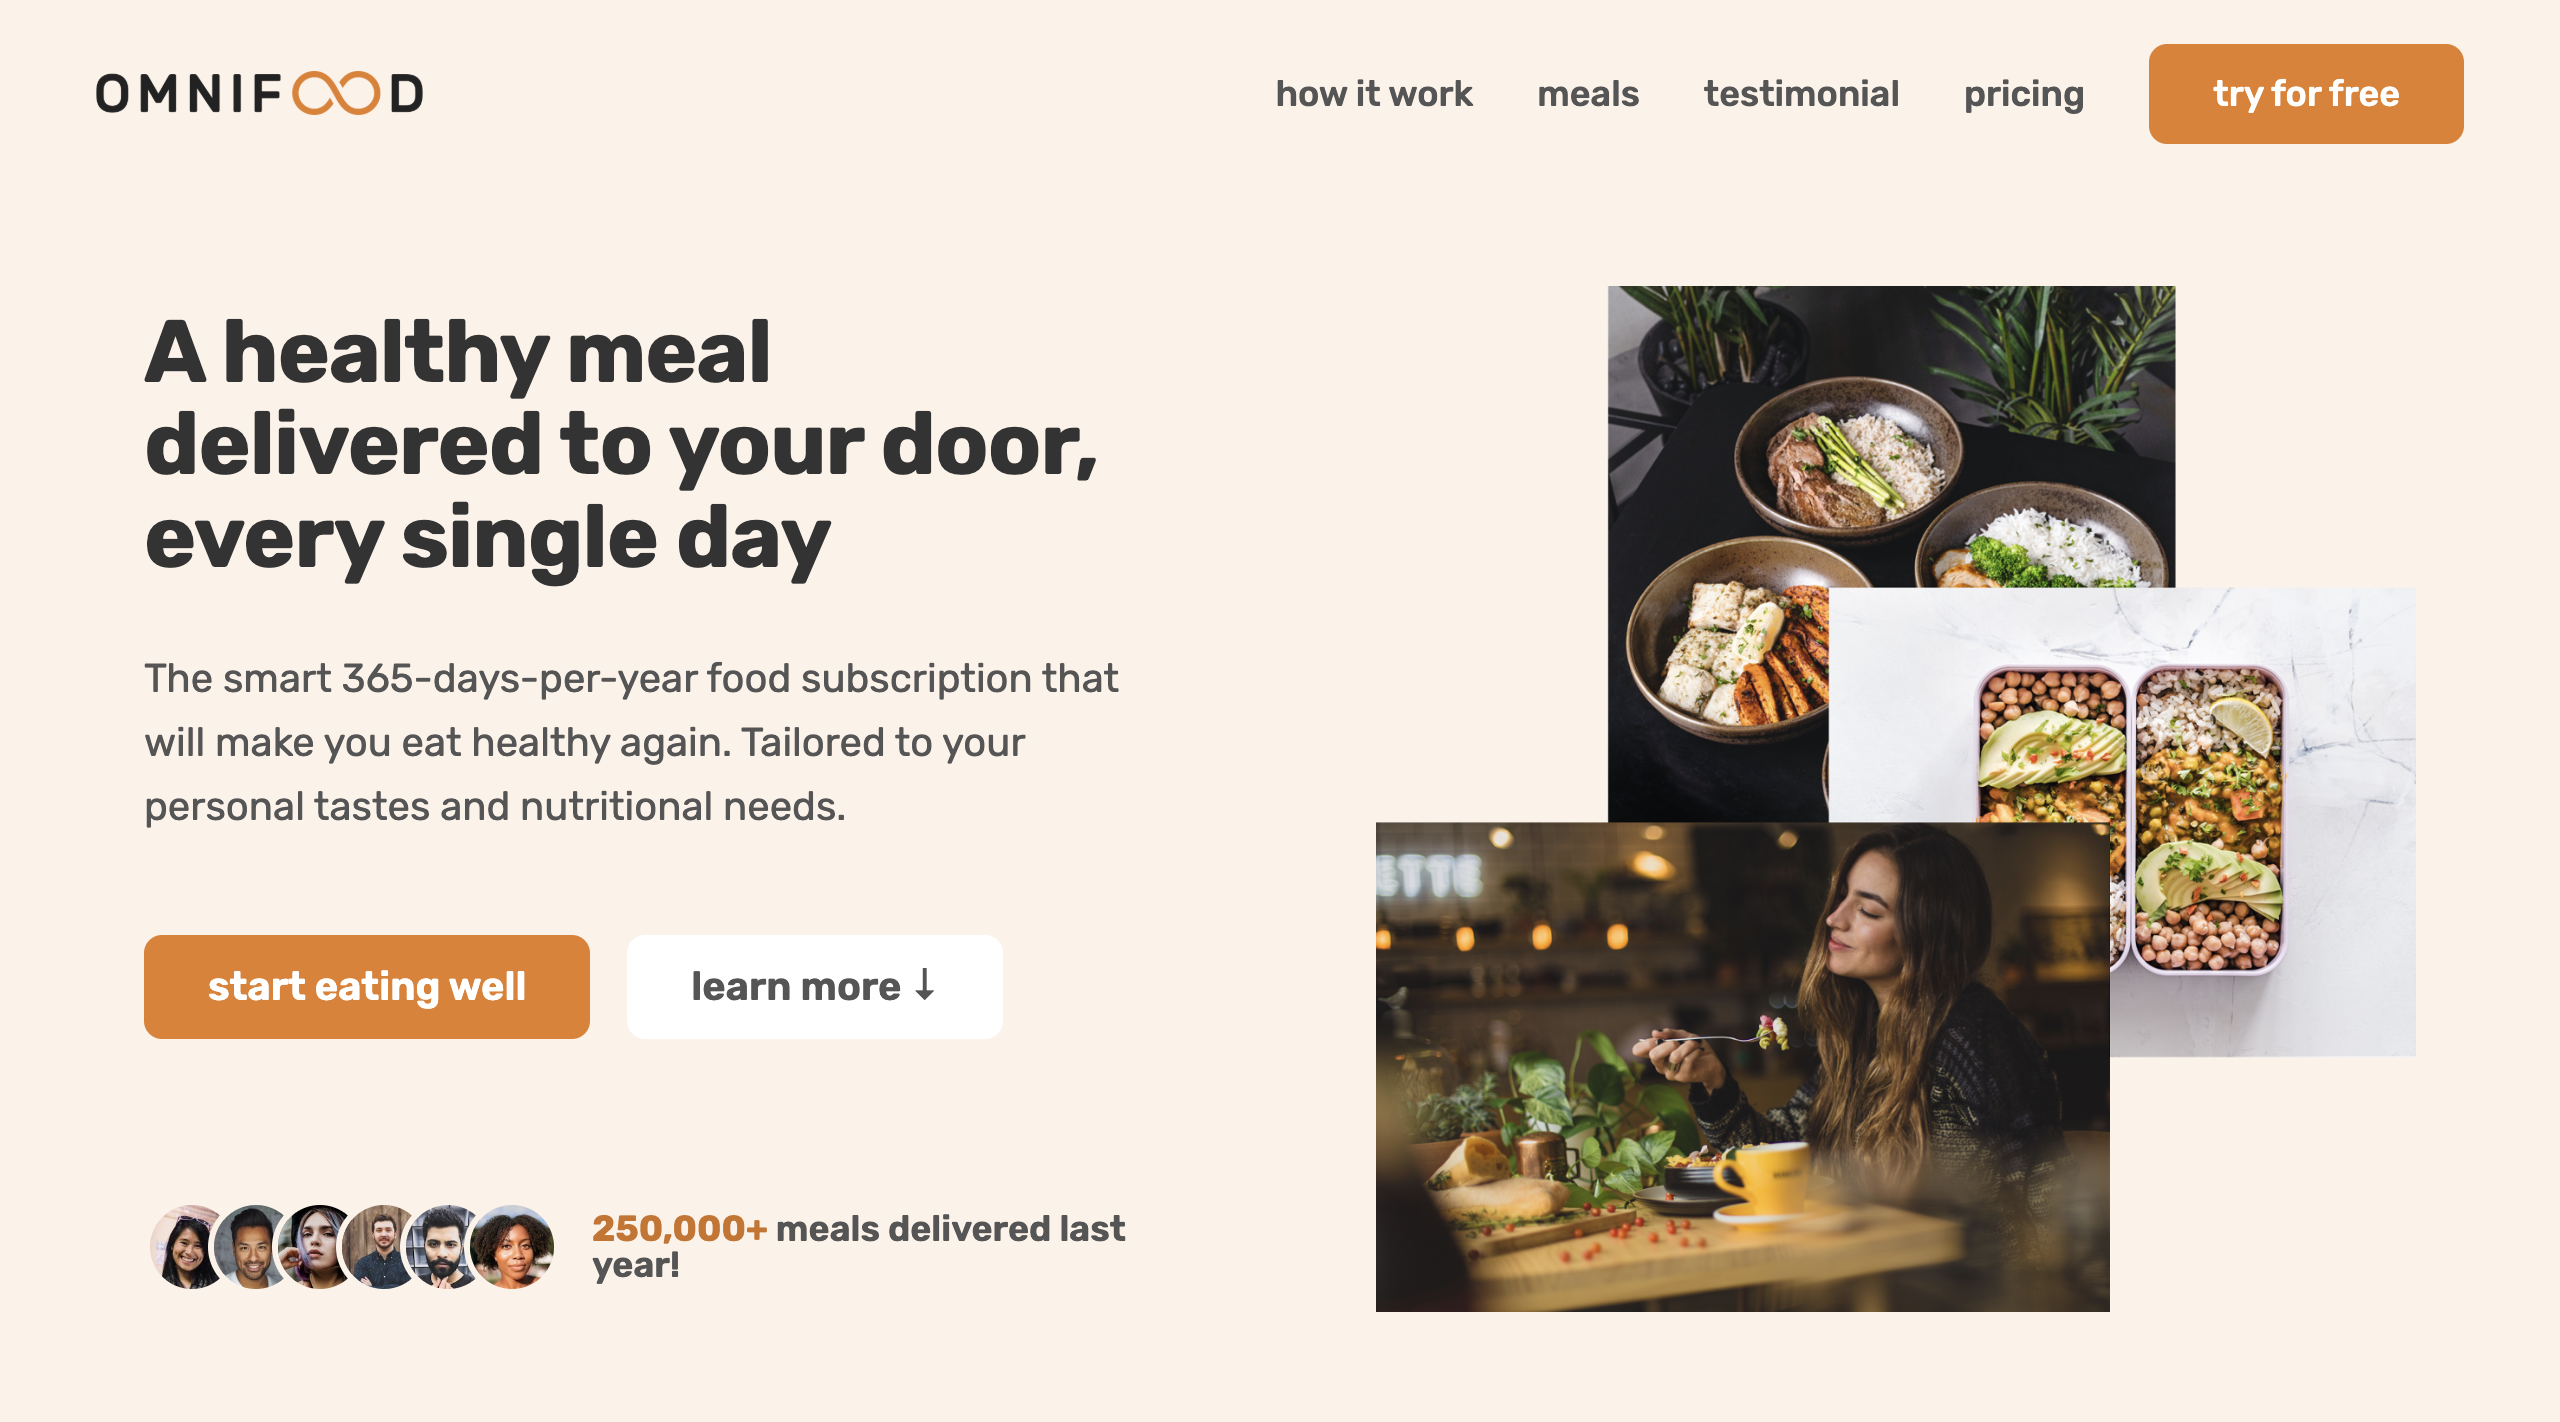 OMNIFOOD
how it work
meals
testimonial
pricing
try for free
A healthy meal
delivered to your door,
every single day
The smart 365-days-per-year food subscription that
will make you eat healthy again. Tailored to your
personal tastes and nutritional needs.
start eating well
learn more ↓
250,000+ meals delivered last
year!
ETTE